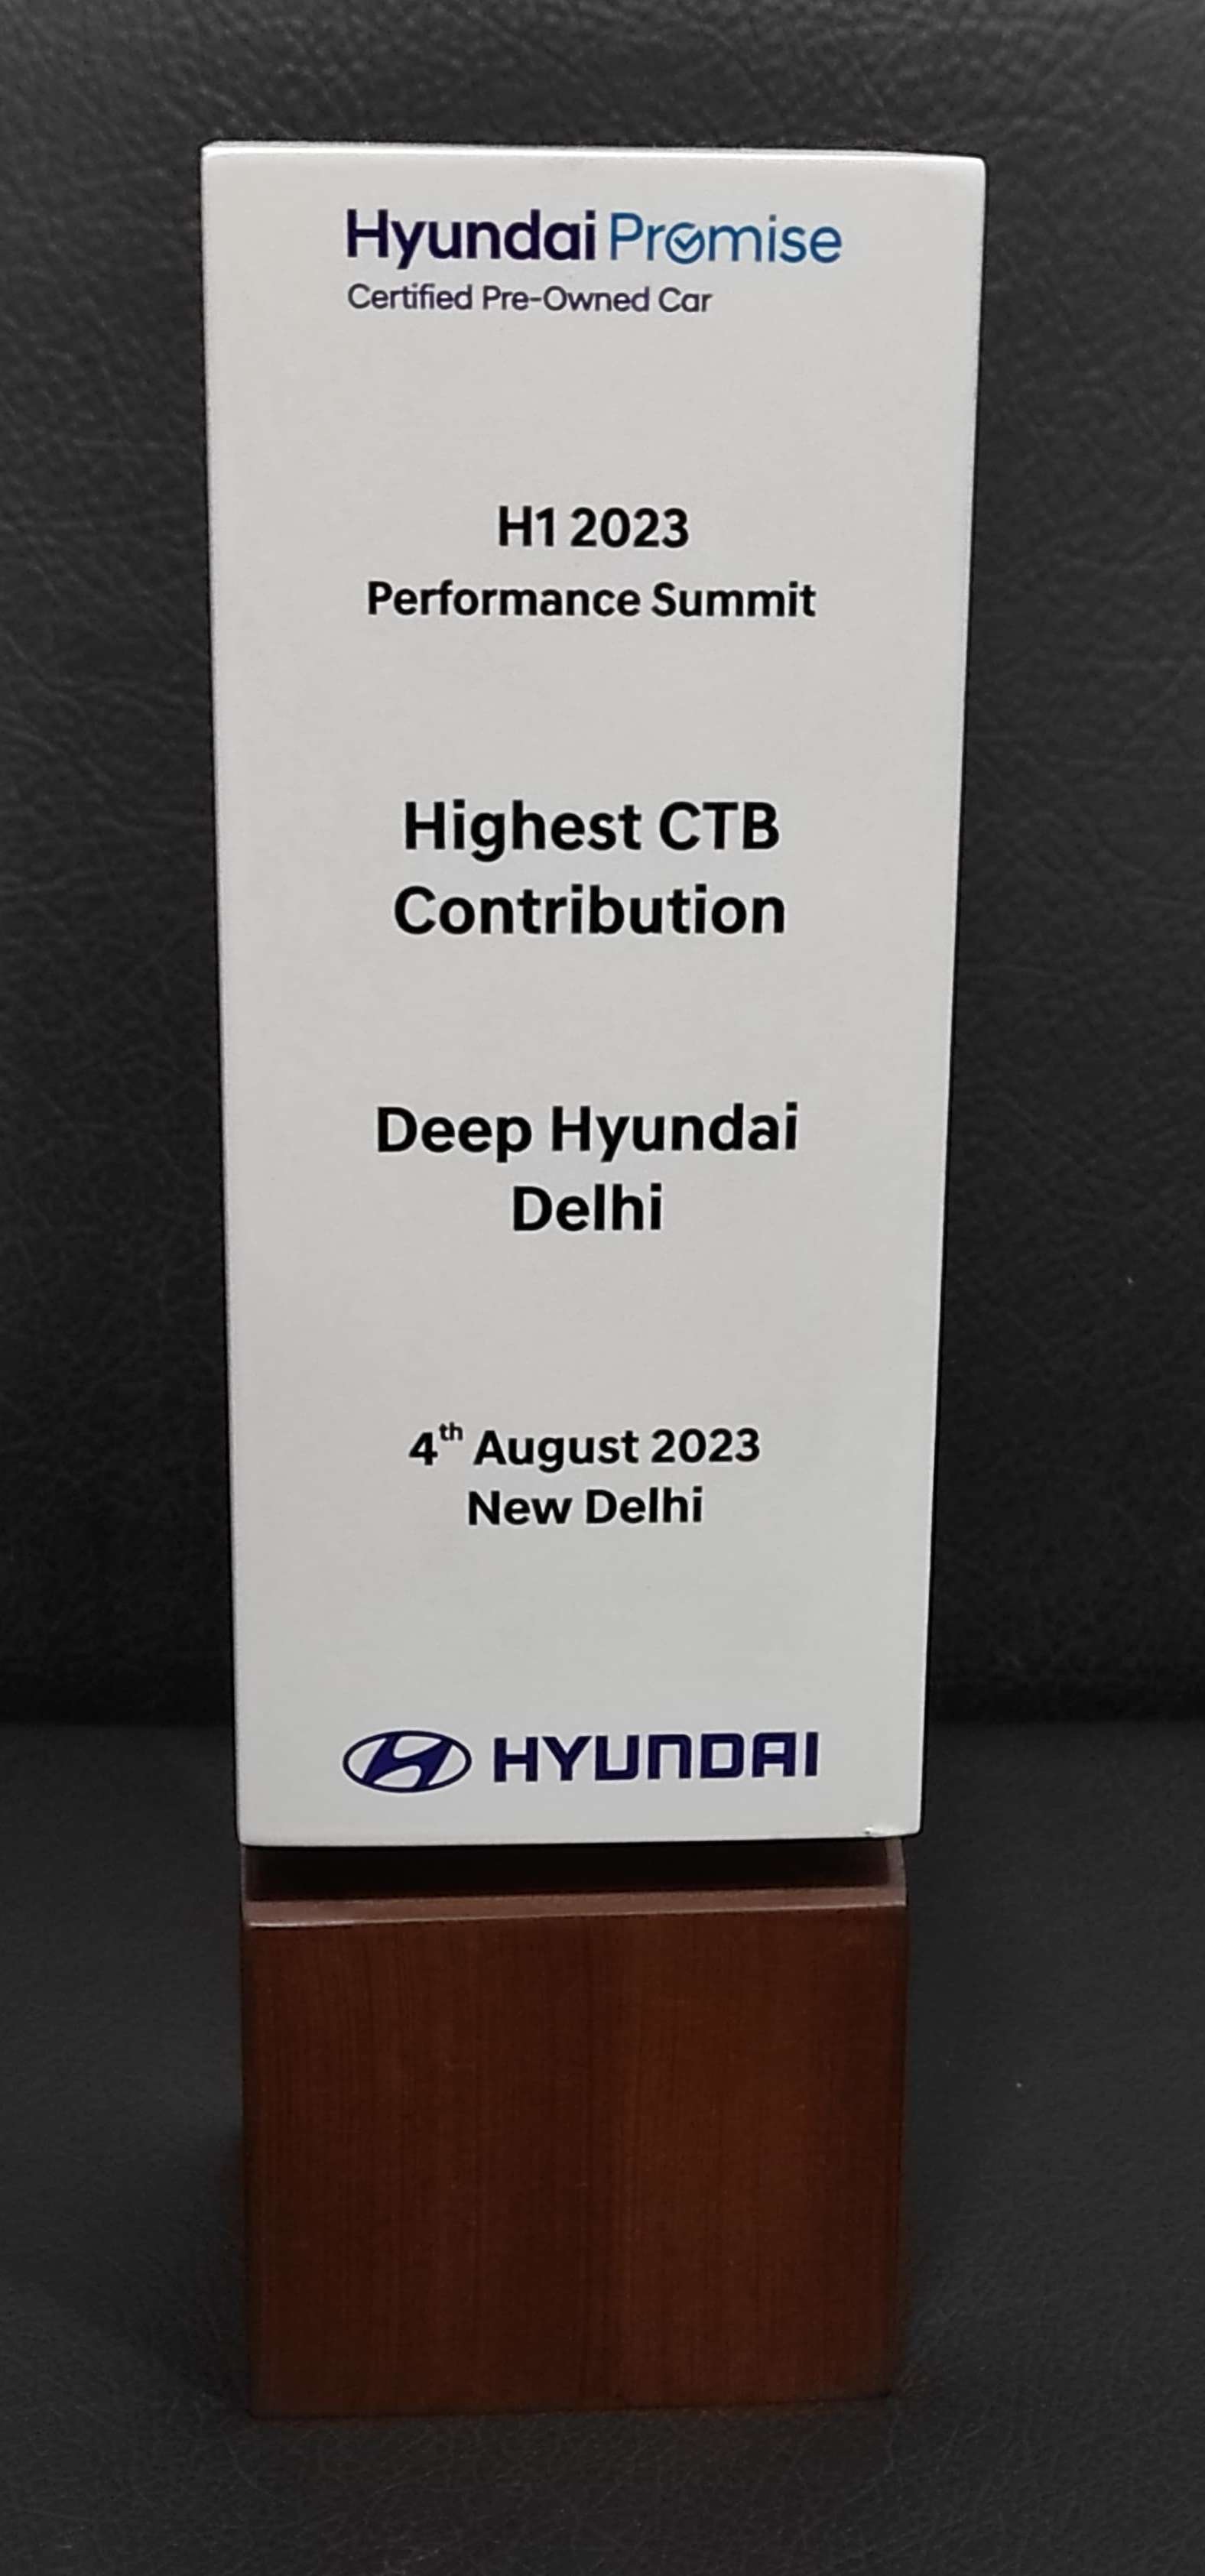 Hyundai Promise
Certified Pre-Owned Car
H1 2023
Performance Summit
Highest CTB
Contribution
Deep Hyundai
Delhi
4th August 2023
New Delhi
HYUNDAI